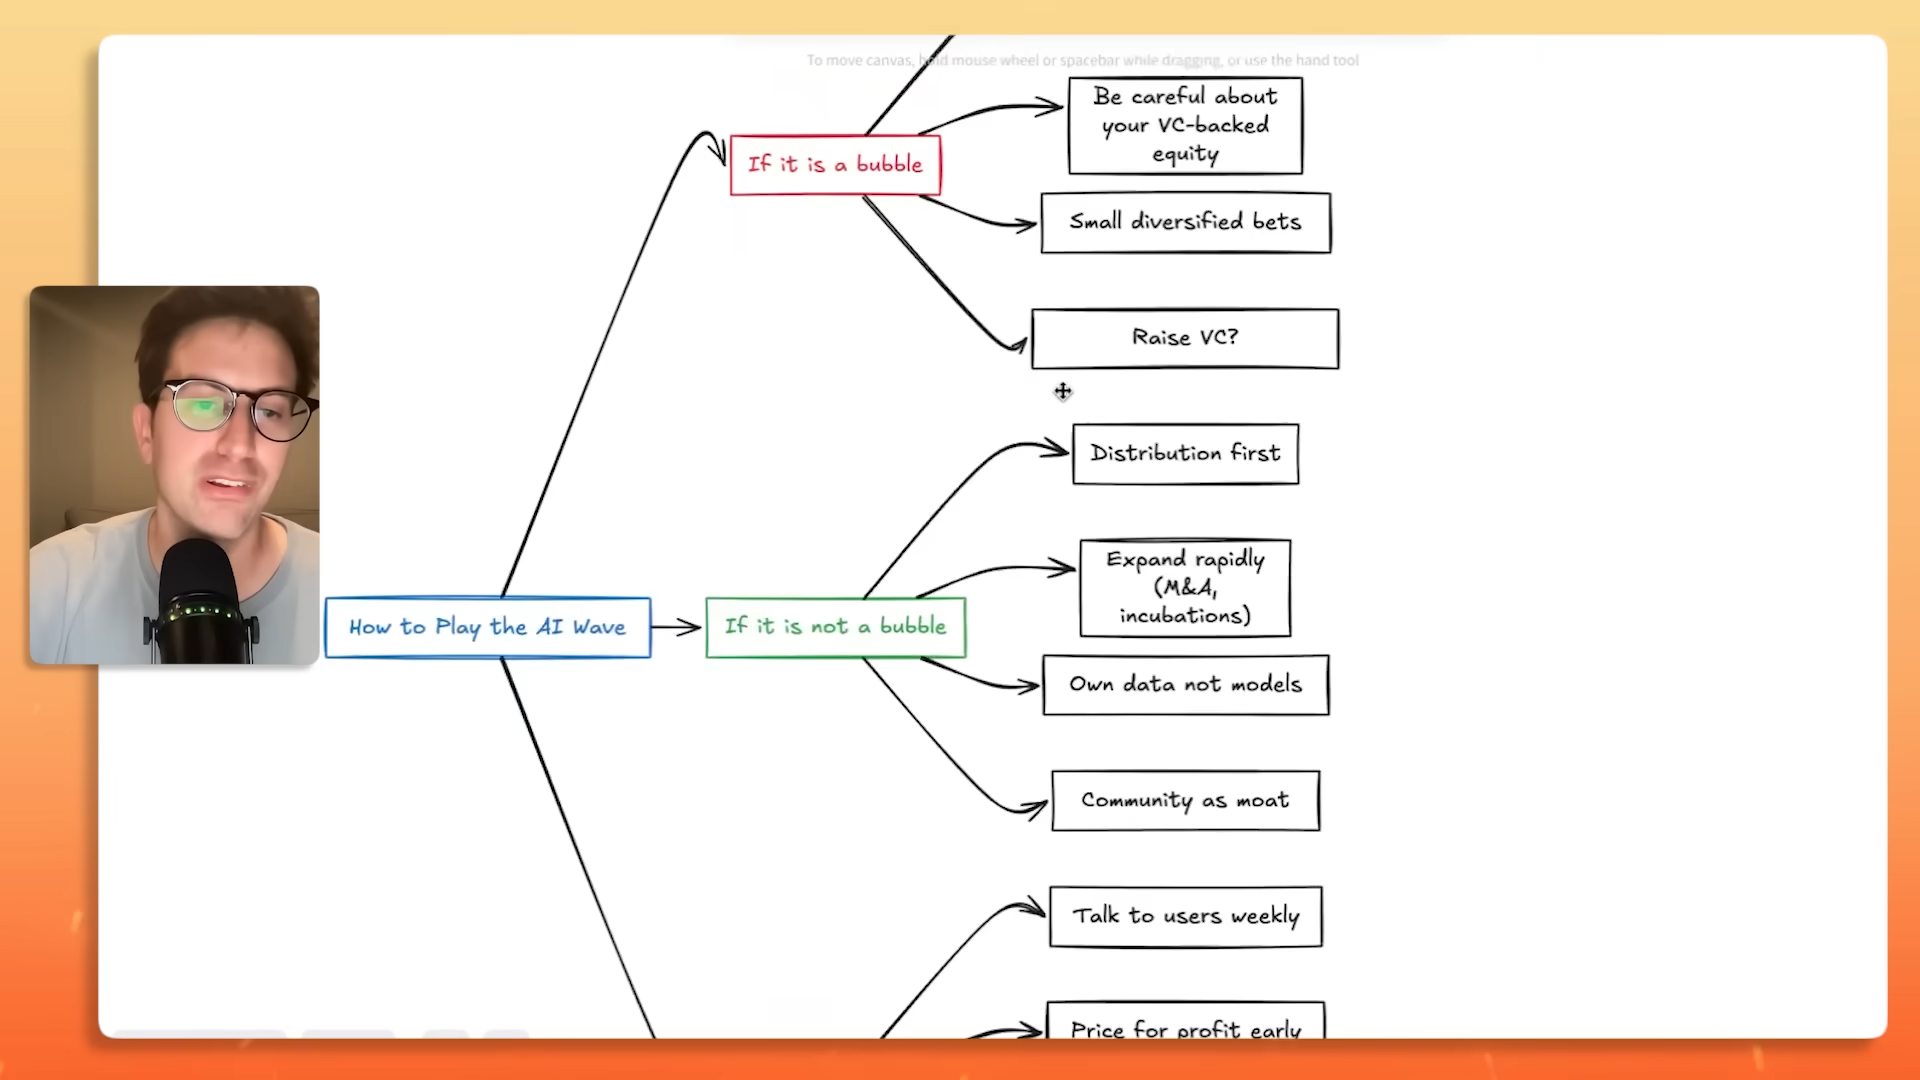 To move canvas, hold mouse wheel or spacebar while dragging, or use the hand tool
Be careful about
your VC-backed
equity
If it is a bubble
Small diversified bets
Raise VC?
Distribution first
Expand rapidly
(M&A,
incubations)
How to Play the AI Wave
If it is not a bubble
Own data not models
Community as moat
Talk to users weekly
Price for profit early